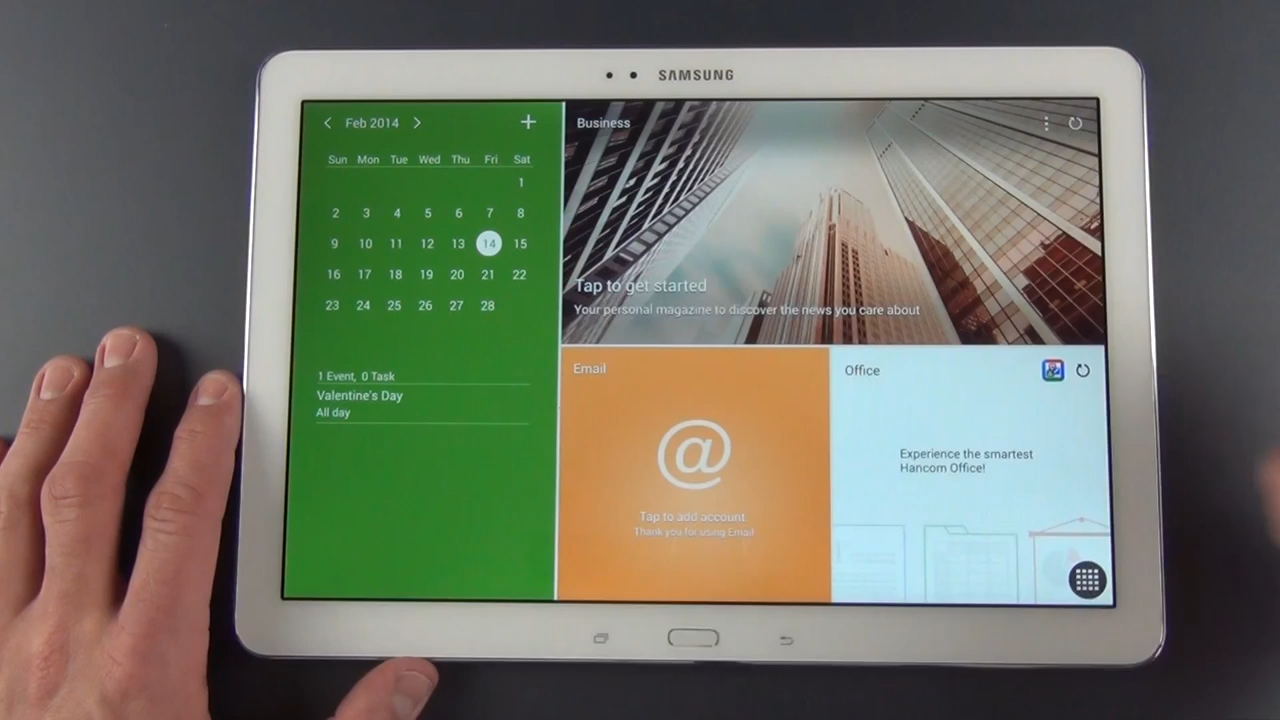 SAMSUNG
Feb 2014
Sun Mon Tue Wed Thu Fri Sat
1
2 3 4 5 6 7 8
9 10 11 12 13 14 15
16 17 18 19 20 21 22
23 24 25 26 27 28
1 Event, 0 Task
Valentine's Day
All day
Business
Tap to get started
Your personal magazine to discover the news you care about
Email
@
Tap to add account
Thank you for using Email
Office
Experience the smartest
Hancom Office!